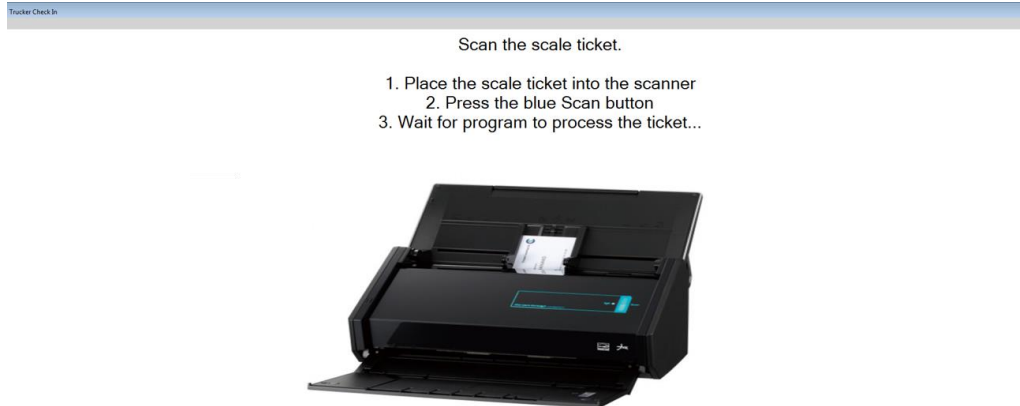 Trucker Check In
Scan the scale ticket.
1. Place the scale ticket into the scanner
2. Press the blue Scan button
3. Wait for program to process the ticket...